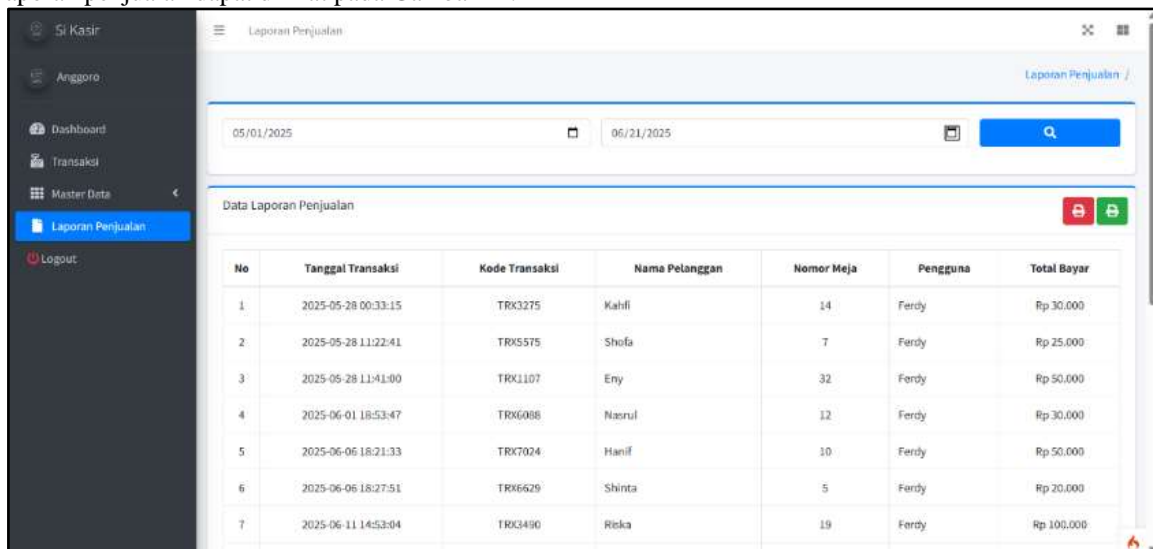 Si Kasir
Laporan Penjualan
Anggoro
Laporan Penjualan /
Dashboard
Transaksi
Master Data
Laporan Penjualan
Logout
05/01/2025 06/21/2025
Data Laporan Penjualan
No Tanggal Transaksi Kode Transaksi Nama Pelanggan Nomor Meja Pengguna Total Bayar
1 2025-05-28 00:33:15 TRX3275 Kahfi 14 Ferdy Rp 30.000
2 2025-05-28 11:22:41 TRX5575 Shofa 7 Ferdy Rp 25.000
3 2025-05-28 11:41:00 TRX1107 Eny 32 Ferdy Rp 50.000
4 2025-06-01 18:53:47 TRX6088 Nasrul 12 Ferdy Rp 30.000
5 2025-06-06 18:21:33 TRX7024 Hanif 10 Ferdy Rp 50.000
6 2025-06-06 18:27:51 TRX6629 Shinta 5 Ferdy Rp 20.000
7 2025-06-11 14:53:04 TRX3490 Riska 19 Ferdy Rp 100.000